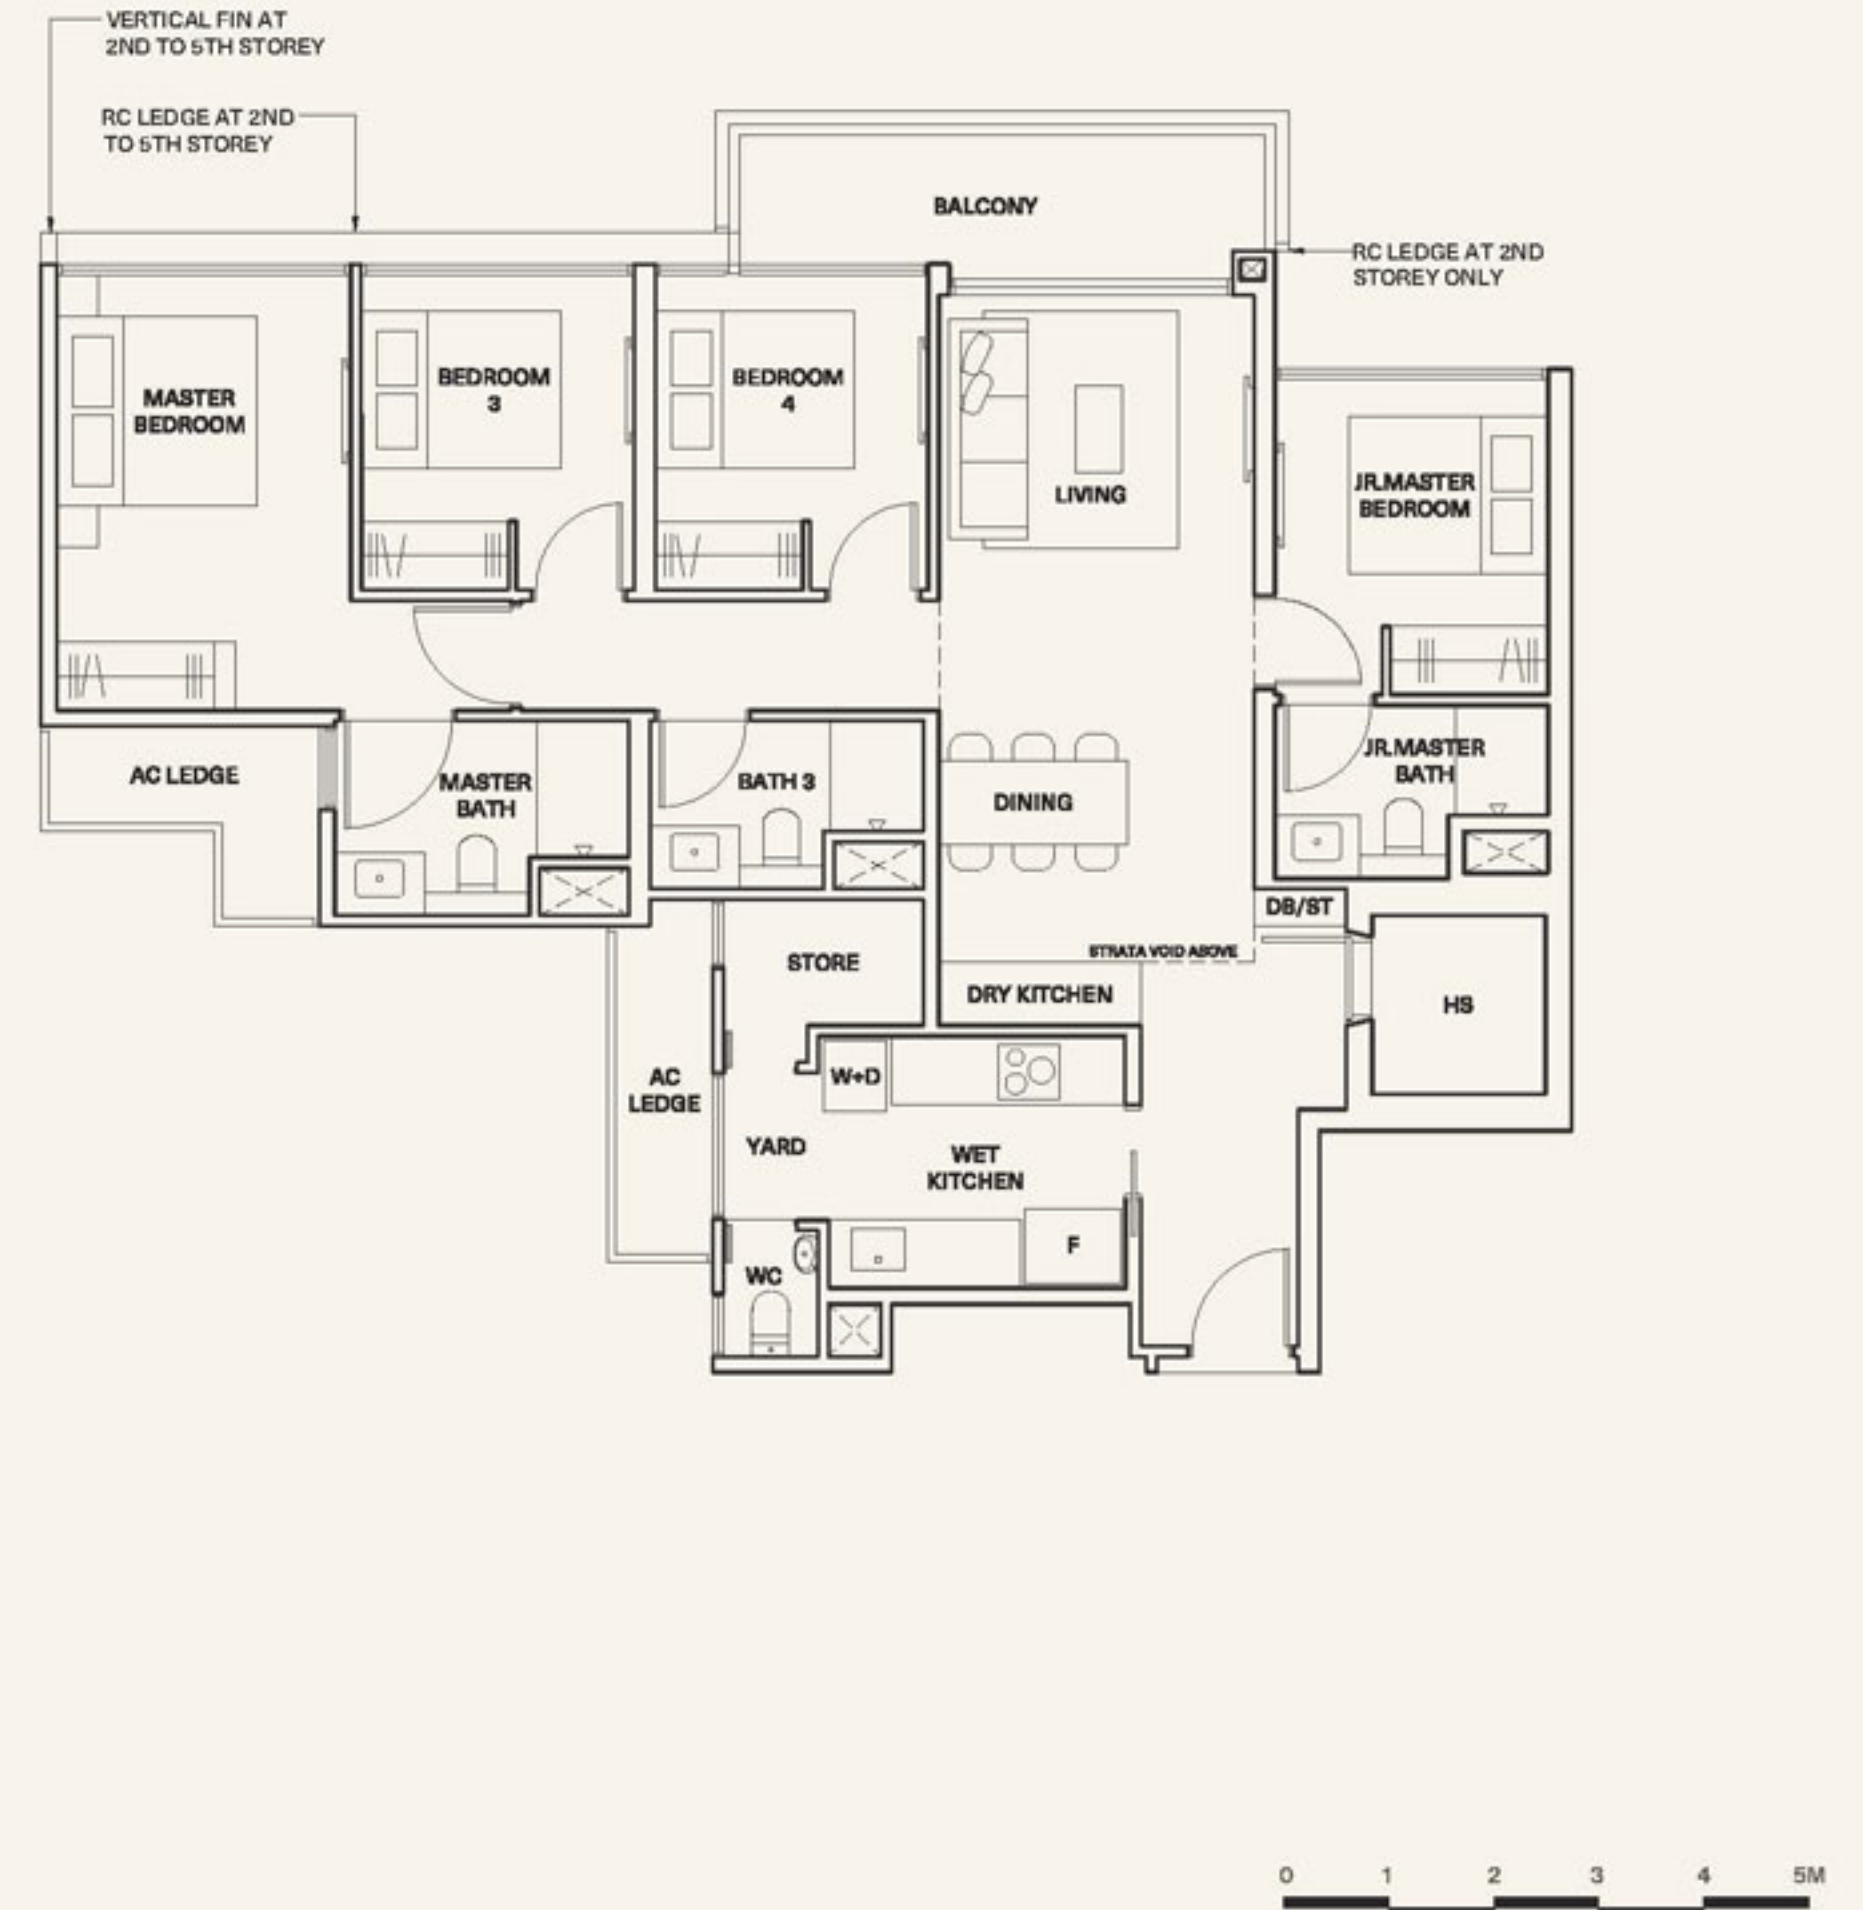 VERTICAL FIN AT
2ND TO 5TH STOREY
RC LEDGE AT 2ND
TO 5TH STOREY
BALCONY
RC LEDGE AT 2ND
STOREY ONLY
MASTER
BEDROOM
BEDROOM
3
BEDROOM
4
LIVING
JR.MASTER
BEDROOM
AC LEDGE
MASTER
BATH
BATH 3
DINING
JR.MASTER
BATH
DB/ST
STRATA VOID ABOVE
STORE
DRY KITCHEN
HS
AC
LEDGE
W+D
YARD
WET
KITCHEN
F
WC
0 1 2 3 4 5M